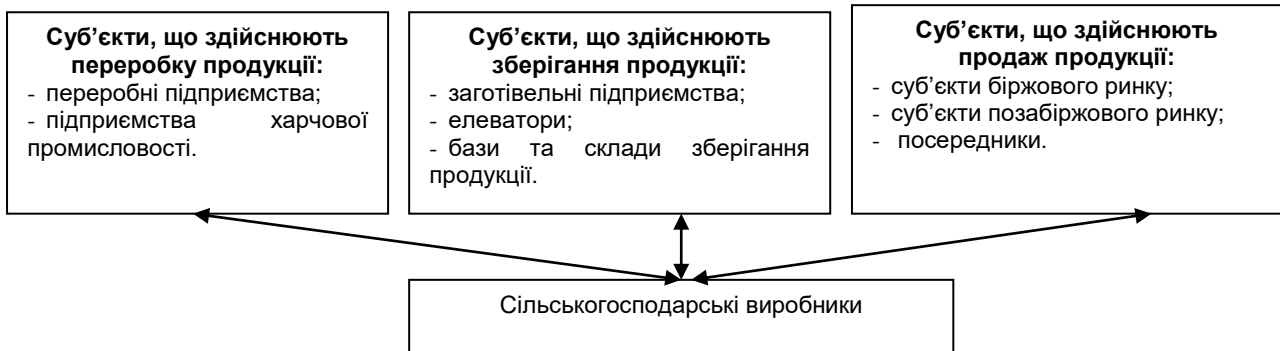 Суб’єкти, що здійснюють
переробку продукції:
- переробні підприємства;
- підприємства харчової
промисловості.
Суб’єкти, що здійснюють
зберігання продукції:
- заготівельні підприємства;
- елеватори;
- бази та склади зберігання
продукції.
Суб’єкти, що здійснюють
продаж продукції:
- суб’єкти біржового ринку;
- суб’єкти позабіржового ринку;
- посередники.
Сільськогосподарські виробники